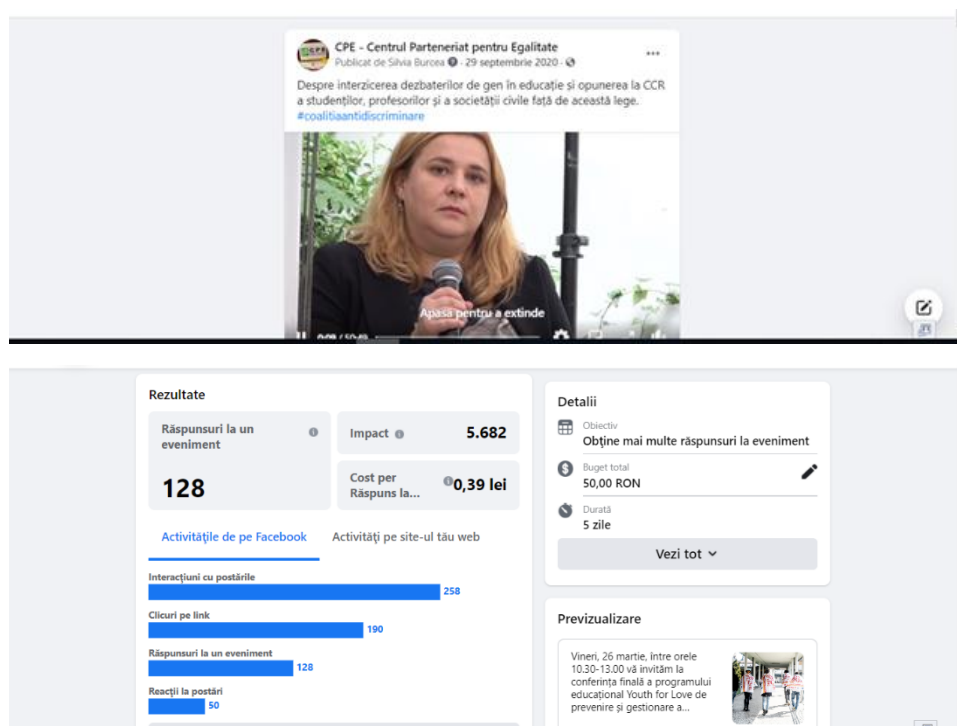 CPE - Centrul Parteneriat pentru Egalitate
Publicat de Silvia Burcea · 29 septembrie 2020 ·
Despre interzicerea dezbaterilor de gen în educație și opunerea la CCR
a studenților, profesorilor și a societății civile față de această lege.
#coalitiaantidiscriminare
Apasă pentru a extinde
Rezultate
Răspunsuri la un
eveniment
128
Impact
5.682
Cost per
Răspuns la...
0,39 lei
Activitățile de pe Facebook
Activități pe site-ul tău web
Interacțiuni cu postările
258
Clicuri pe link
190
Răspunsuri la un eveniment
128
Reacții la postări
50
Detalii
Obiectiv
Obține mai multe răspunsuri la eveniment
Buget total
50,00 RON
Durată
5 zile
Vezi tot
Previzualizare
Vineri, 26 martie, între orele
10.30-13.00 vă invităm la
conferința finală a programului
educațional Youth for Love de
prevenire și gestionare a...